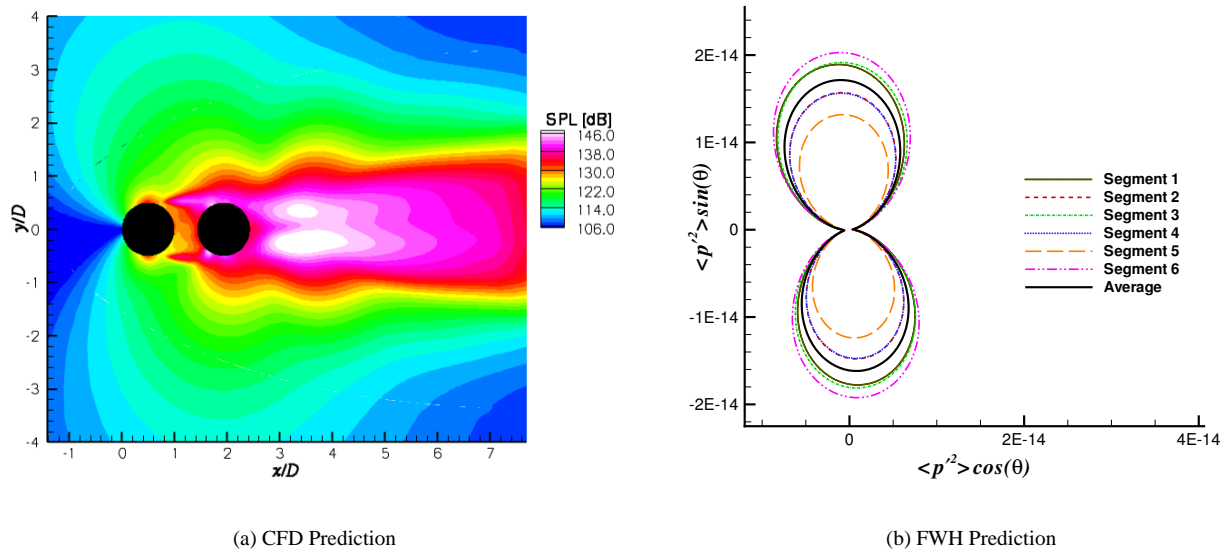 4
3
2
1
0
-1
-2
-3
-4
y/D
-1 0 1 2 3 4 5 6 7
x/D
SPL [dB]
146.0
138.0
130.0
122.0
114.0
106.0
(a) CFD Prediction
2E-14
1E-14
0
-1E-14
-2E-14
<p'²>sin(θ)
0 2E-14 4E-14
<p'²>cos(θ)
Segment 1
Segment 2
Segment 3
Segment 4
Segment 5
Segment 6
Average
(b) FWH Prediction